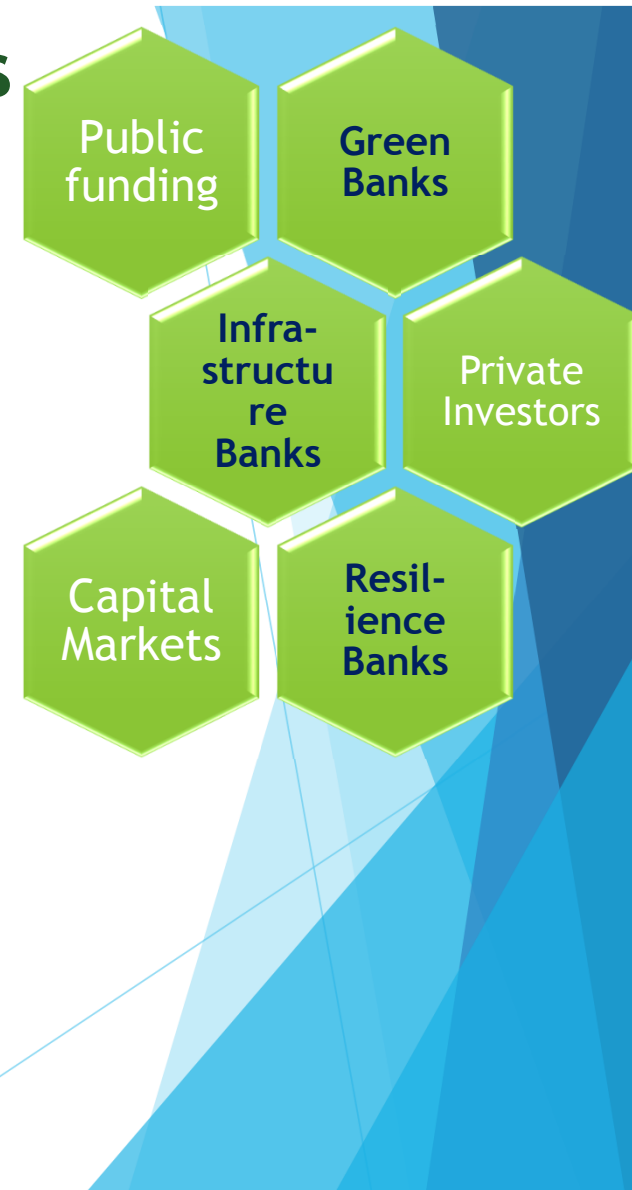 s
Public
funding
Green
Banks
Infra-
structu
re
Banks
Private
Investors
Capital
Markets
Resil-
ience
Banks